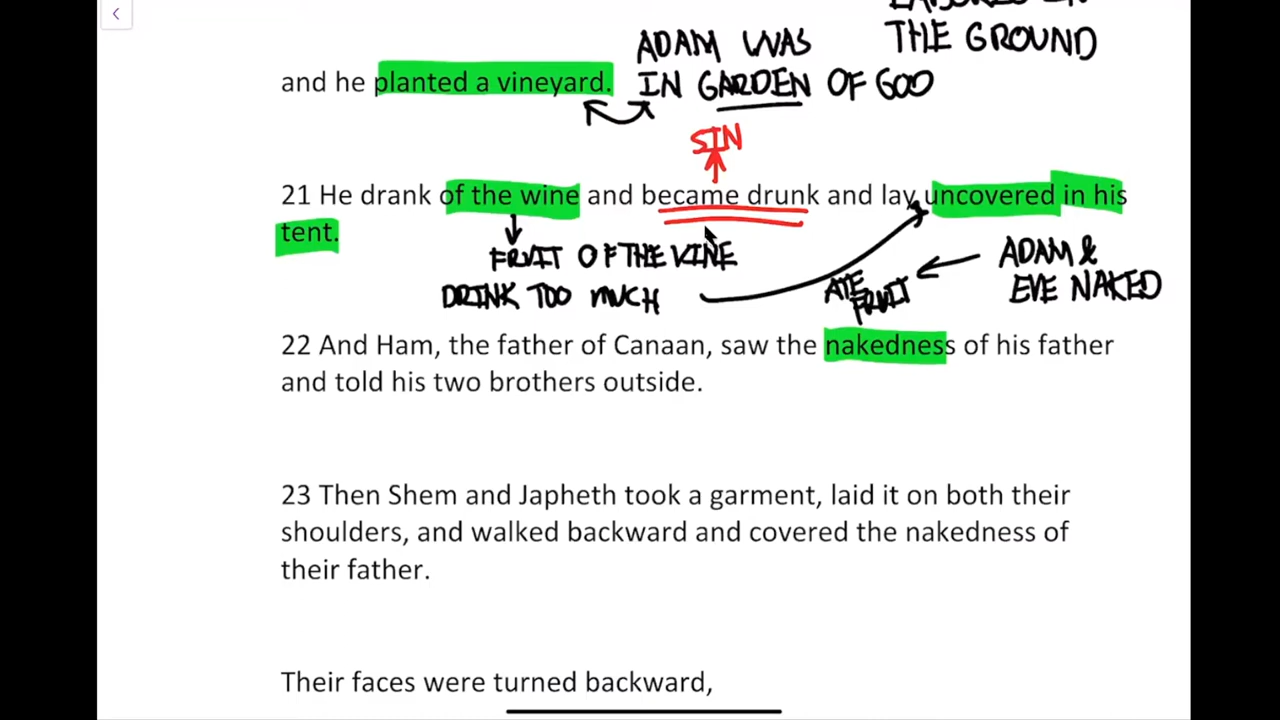 THE GROUND
ADAM WAS
IN GARDEN OF GOD
and he planted a vineyard.
SIN
21 He drank of the wine and became drunk and lay uncovered in his
tent.
FRUIT OF THE VINE
DRINK TOO MUCH
ATE
FRUIT
ADAM &
EVE NAKED
22 And Ham, the father of Canaan, saw the nakedness of his father
and told his two brothers outside.
23 Then Shem and Japheth took a garment, laid it on both their
shoulders, and walked backward and covered the nakedness of
their father.
Their faces were turned backward,